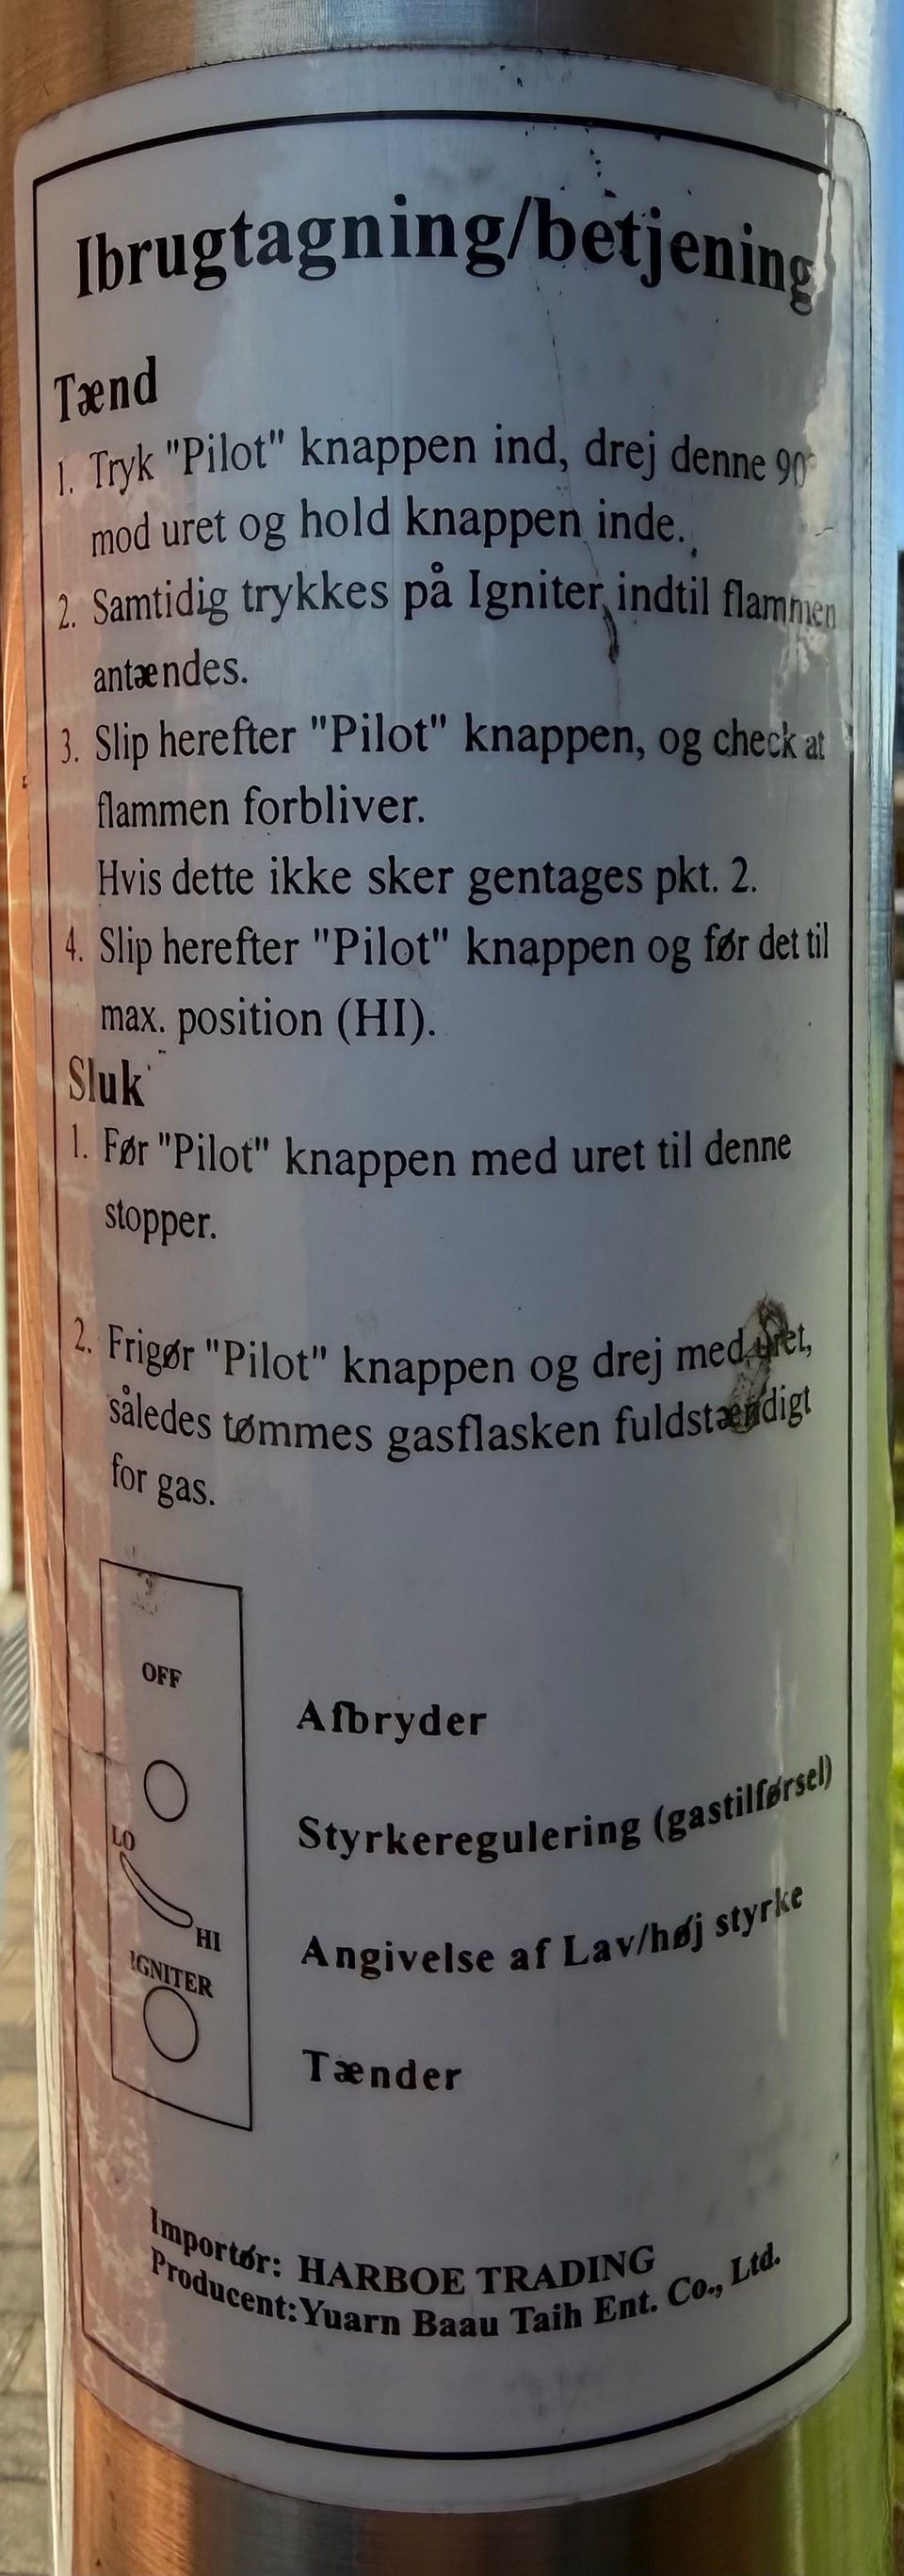 Ibrugtagning/betjening
Tænd
1. Tryk "Pilot" knappen ind, drej denne 90°
mod uret og hold knappen inde.
2. Samtidig trykkes på Igniter indtil flammen
antændes.
3. Slip herefter "Pilot" knappen, og check at
flammen forbliver.
Hvis dette ikke sker gentages pkt. 2.
4. Slip herefter "Pilot" knappen og før det til
max. position (HI).
Sluk
1. Før "Pilot" knappen med uret til denne
stopper.
2. Frigør "Pilot" knappen og drej med uret,
således tømmes gasflasken fuldstændigt
for gas.
OFF
Afbryder
Styrkeregulering (gastilførsel)
LO
HI
Angivelse af Lav/høj styrke
IGNITER
Tænder
Importør: HARBOE TRADING
Producent:Yuarn Baau Taih Ent. Co., Ltd.